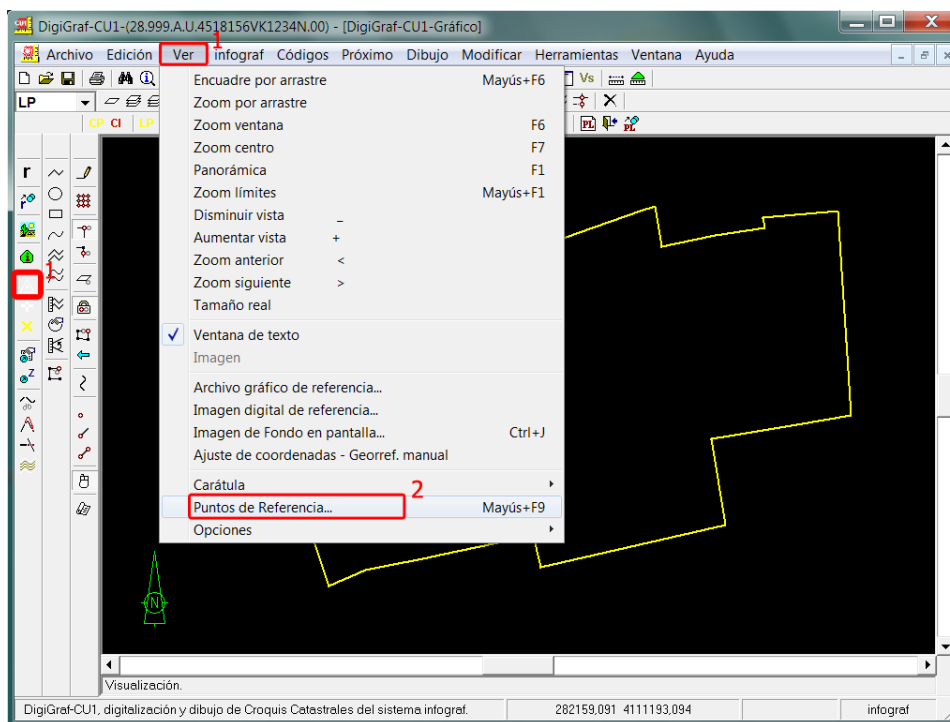 DigiGraf-CU1-(28.999.A.U.4518156VK1234N.00) - [DigiGraf-CU1-Gráfico]
1
Archivo Edición Ver infograf Códigos Próximo Dibujo Modificar Herramientas Ventana Ayuda
Vs
LP
CP CI LP
PL
r
1
Z
Encuadre por arrastre Mayús+F6
Zoom por arrastre
Zoom ventana F6
Zoom centro F7
Panorámica F1
Zoom límites Mayús+F1
Disminuir vista _
Aumentar vista +
Zoom anterior <
Zoom siguiente >
Tamaño real
Ventana de texto
Imagen
Archivo gráfico de referencia...
Imagen digital de referencia...
Imagen de Fondo en pantalla... Ctrl+J
Ajuste de coordenadas - Georref. manual
Carátula
2
Puntos de Referencia... Mayús+F9
Opciones
N
Visualización.
DigiGraf-CU1, digitalización y dibujo de Croquis Catastrales del sistema infograf. 282159,091 4111193,094 infograf